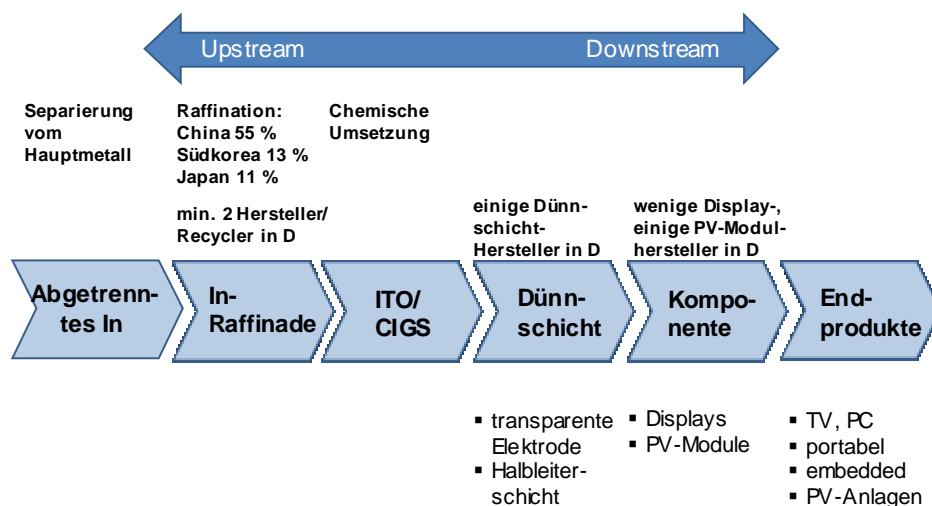 Upstream
Downstream
Separierung
vom
Hauptmetall
Raffination:
China 55 %
Südkorea 13 %
Japan 11 %
min. 2 Hersteller/
Recycler in D
Chemische
Umsetzung
einige Dünn-
schicht-
Hersteller in D
wenige Display-,
einige PV-Modul-
hersteller in D
Abgetrenn-
tes In
In-
Raffinade
ITO/
CIGS
Dünn-
schicht
Kompo-
nente
End-
produkte
▪ transparente
Elektrode
▪ Halbleiter-
schicht
▪ Displays
▪ PV-Module
▪ TV, PC
▪ portabel
▪ embedded
▪ PV-Anlagen